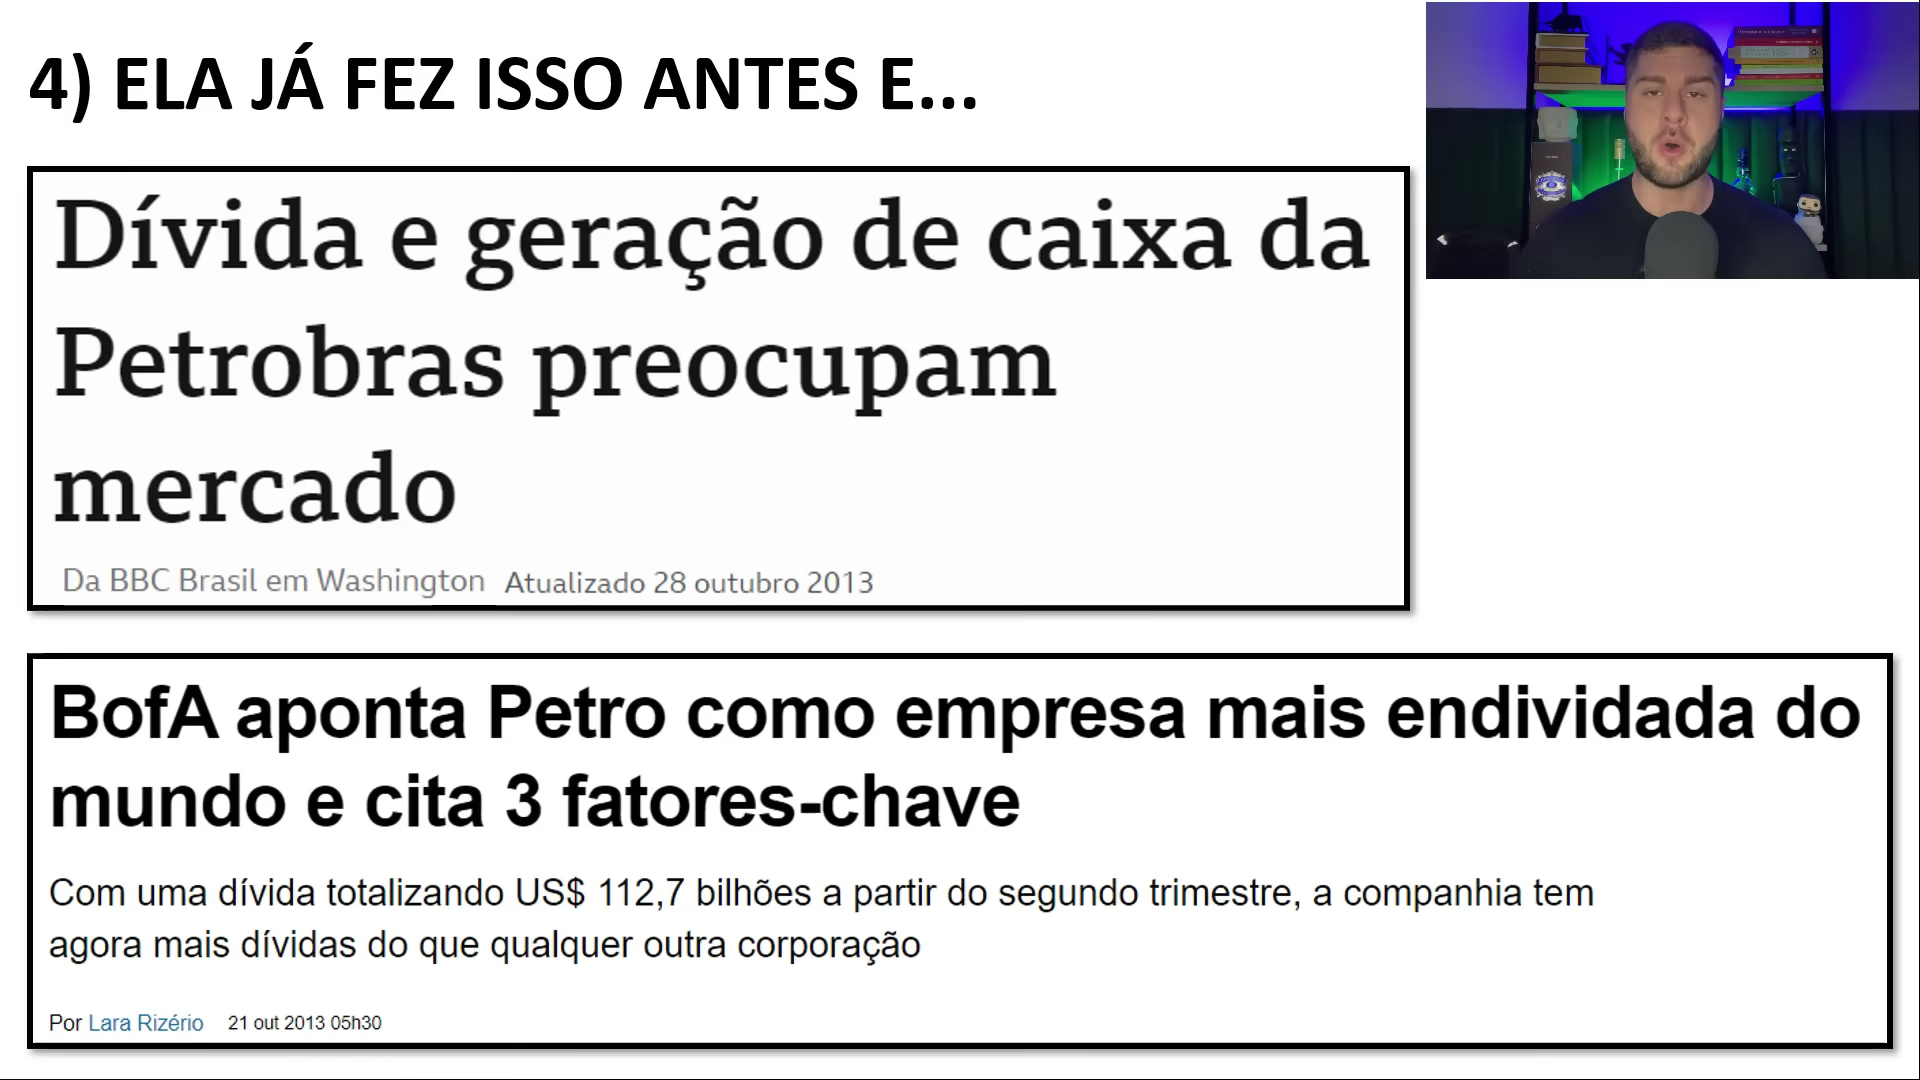 4) ELA JÁ FEZ ISSO ANTES E...
Dívida e geração de caixa da
Petrobras preocupam
mercado
Da BBC Brasil em Washington Atualizado 28 outubro 2013
BofA aponta Petro como empresa mais endividada do
mundo e cita 3 fatores-chave
Com uma dívida totalizando US$ 112,7 bilhões a partir do segundo trimestre, a companhia tem
agora mais dívidas do que qualquer outra corporação
Por Lara Rizério 21 out 2013 05h30